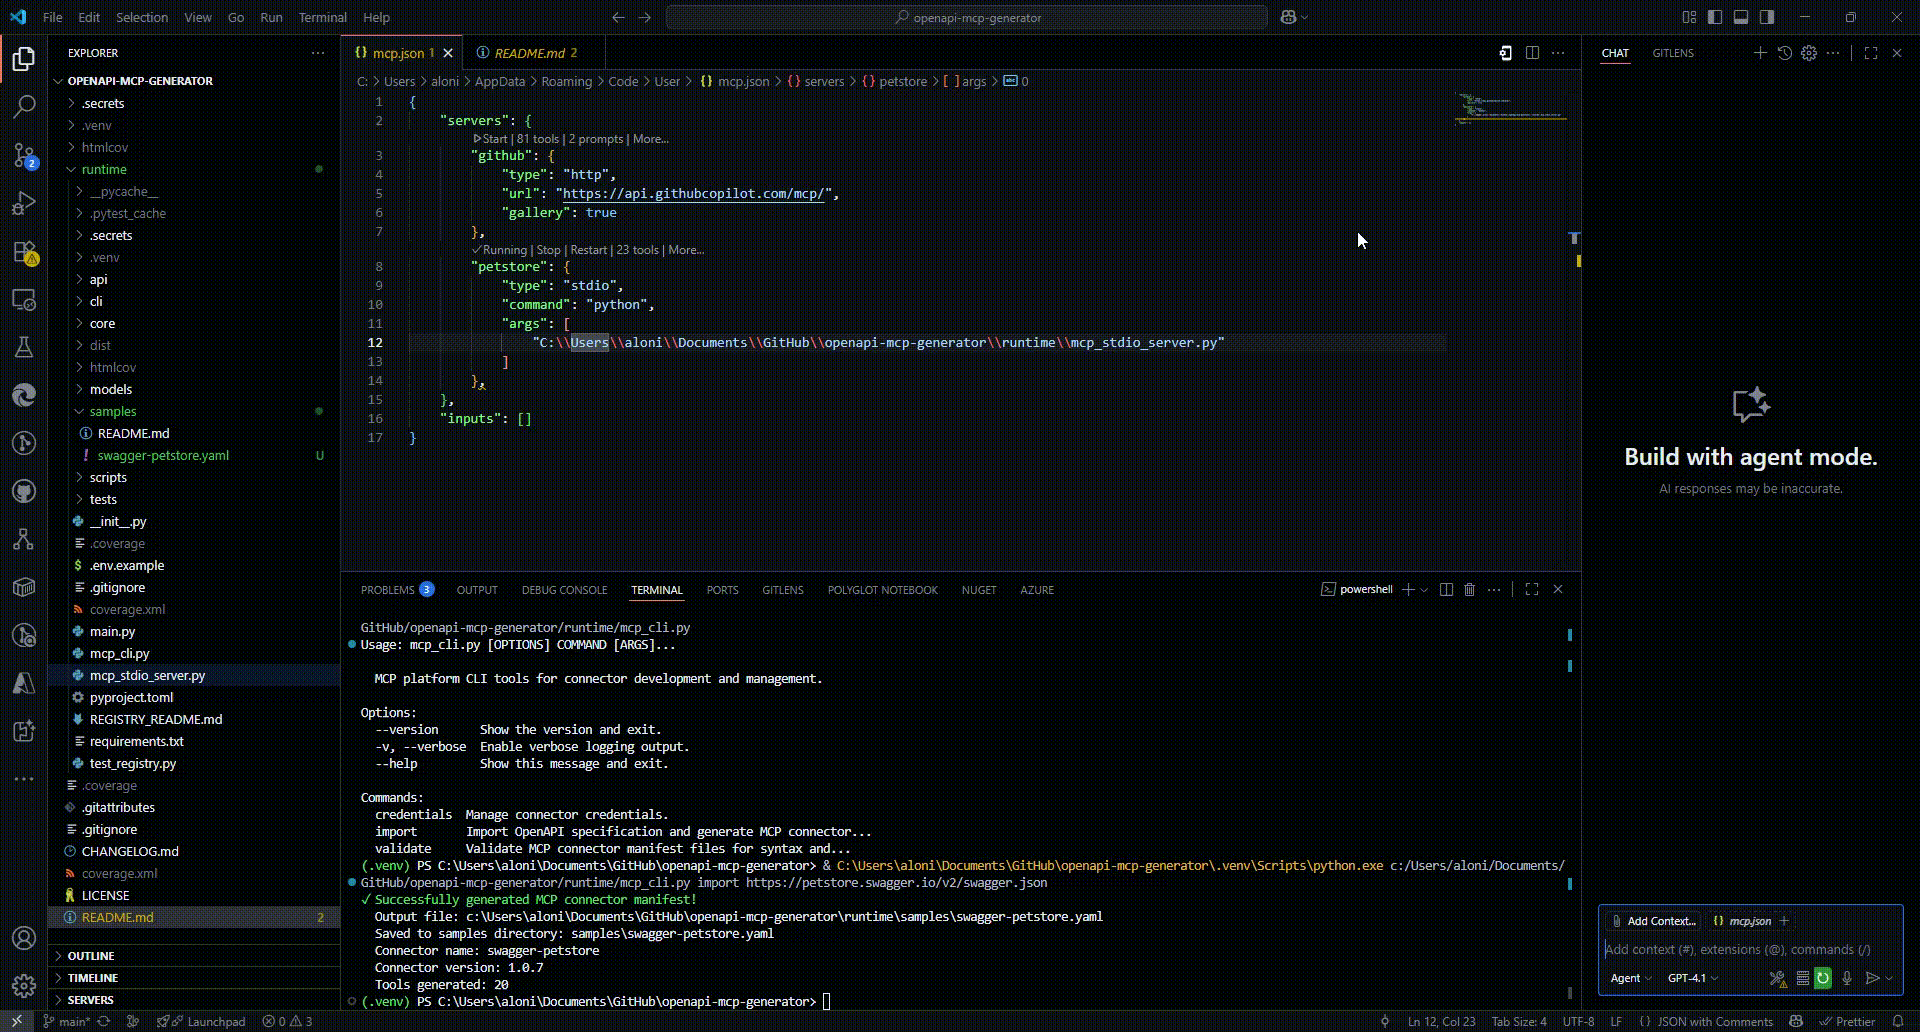 File Edit Selection View Go Run Terminal Help
openapi-mcp-generator
EXPLORER
OPENAPI-MCP-GENERATOR
.secrets
.venv
htmlcov
runtime
__pycache__
.pytest_cache
.secrets
.venv
api
cli
core
dist
htmlcov
models
samples
README.md
swagger-petstore.yaml U
scripts
tests
__init__.py
.coverage
.env.example
.gitignore
coverage.xml
main.py
mcp_cli.py
mcp_stdio_server.py
pyproject.toml
REGISTRY_README.md
requirements.txt
test_registry.py
.coverage
.gitattributes
.gitignore
CHANGELOG.md
coverage.xml
LICENSE
README.md 2
OUTLINE
TIMELINE
SERVERS
2
mcp.json 1
README.md 2
C: > Users > aloni > AppData > Roaming > Code > User > {} mcp.json > {} servers > {} petstore > [ ] args > 0
1 {
2 "servers": {
Start | 81 tools | 2 prompts | More...
3 "github": {
4 "type": "http",
5 "url": "https://api.githubcopilot.com/mcp/",
6 "gallery": true
7 },
✓Running | Stop | Restart | 23 tools | More...
8 "petstore": {
9 "type": "stdio",
10 "command": "python",
11 "args": [
12 "C:\\Users\\aloni\\Documents\\GitHub\\openapi-mcp-generator\\runtime\\mcp_stdio_server.py"
13 ]
14 },
15 },
16 "inputs": []
17 }
PROBLEMS 3 OUTPUT DEBUG CONSOLE TERMINAL PORTS GITLENS POLYGLOT NOTEBOOK NUGET AZURE
powershell
GitHub/openapi-mcp-generator/runtime/mcp_cli.py
Usage: mcp_cli.py [OPTIONS] COMMAND [ARGS]...
MCP platform CLI tools for connector development and management.
Options:
--version Show the version and exit.
-v, --verbose Enable verbose logging output.
--help Show this message and exit.
Commands:
credentials Manage connector credentials.
import Import OpenAPI specification and generate MCP connector...
validate Validate MCP connector manifest files for syntax and...
(.venv) PS C:\Users\aloni\Documents\GitHub\openapi-mcp-generator> & C:\Users\aloni\Documents\GitHub\openapi-mcp-generator\.venv\Scripts\python.exe c:/Users/aloni/Documents/
GitHub/openapi-mcp-generator/runtime/mcp_cli.py import https://petstore.swagger.io/v2/swagger.json
✓ Successfully generated MCP connector manifest!
Output file: c:\Users\aloni\Documents\GitHub\openapi-mcp-generator\runtime\samples\swagger-petstore.yaml
Saved to samples directory: samples\swagger-petstore.yaml
Connector name: swagger-petstore
Connector version: 1.0.7
Tools generated: 20
(.venv) PS C:\Users\aloni\Documents\GitHub\openapi-mcp-generator>
CHAT GITLENS
Build with agent mode.
AI responses may be inaccurate.
Add Context... {} mcp.json +
Add context (#), extensions (@), commands (/)
Agent GPT-4.1
main* Launchpad 0 3
Ln 12, Col 23 Tab Size: 4 UTF-8 LF {} JSON with Comments Prettier